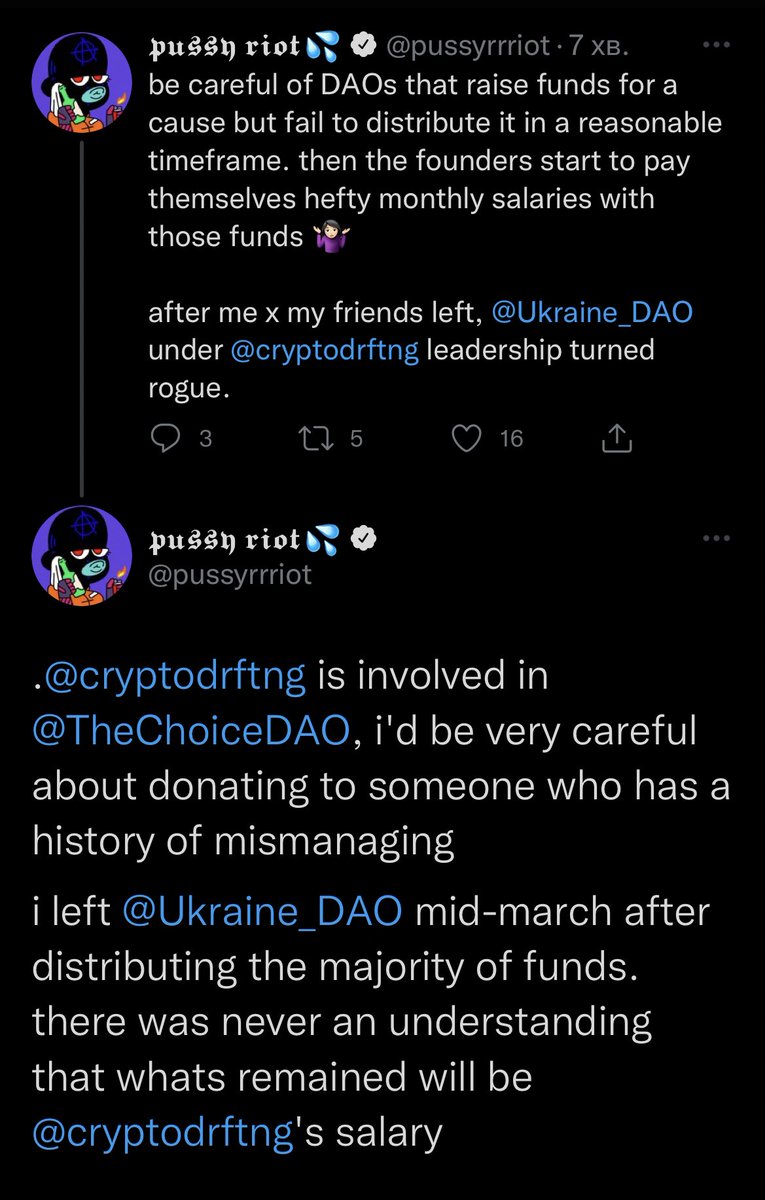 𝖕𝖚𝖘𝖘𝖞 𝖗𝖎𝖔𝖙💦 @pussyrrriot · 7 хв.
be careful of DAOs that raise funds for a
cause but fail to distribute it in a reasonable
timeframe. then the founders start to pay
themselves hefty monthly salaries with
those funds 🤷🏻‍♀️
after me x my friends left, @Ukraine_DAO
under @cryptodrftng leadership turned
rogue.
3 5 16
𝖕𝖚𝖘𝖘𝖞 𝖗𝖎𝖔𝖙💦
@pussyrrriot
.@cryptodrftng is involved in
@TheChoiceDAO, i'd be very careful
about donating to someone who has a
history of mismanaging
i left @Ukraine_DAO mid-march after
distributing the majority of funds.
there was never an understanding
that whats remained will be
@cryptodrftng's salary